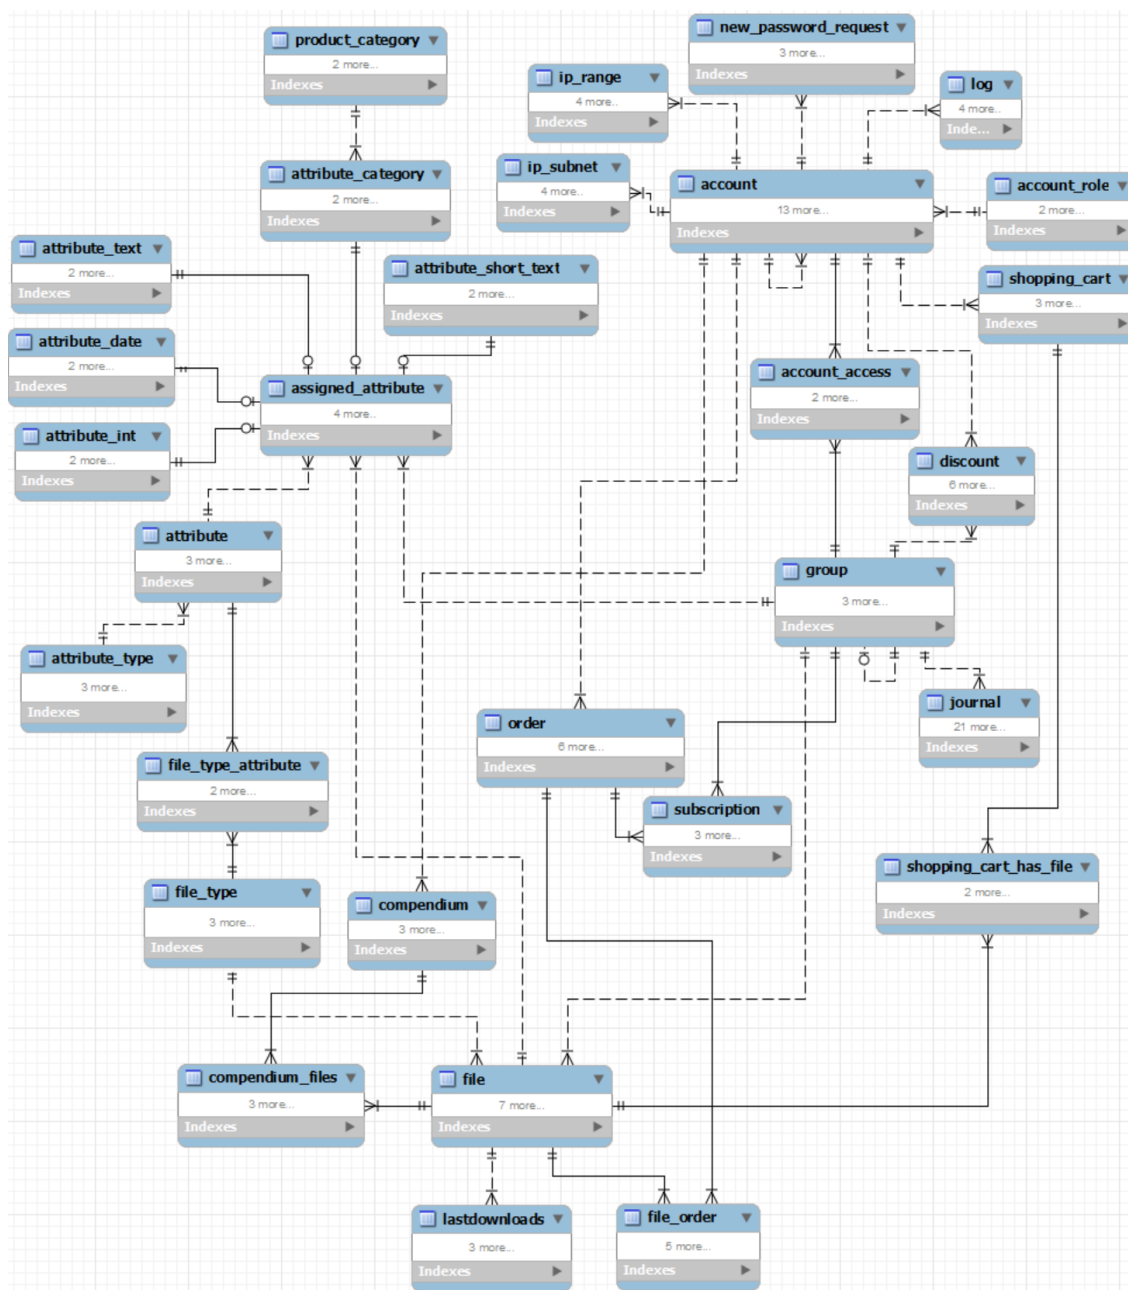 product_category
2 more...
Indexes
new_password_request
3 more...
Indexes
ip_range
4 more..
Indexes
log
4 more..
Inde...
attribute_category
2 more...
Indexes
ip_subnet
4 more..
Indexes
account
13 more...
Indexes
account_role
2 more...
Indexes
attribute_text
2 more...
Indexes
attribute_short_text
2 more...
Indexes
shopping_cart
3 more...
Indexes
attribute_date
2 more...
Indexes
assigned_attribute
4 more..
Indexes
account_access
2 more...
Indexes
attribute_int
2 more...
Indexes
discount
6 more...
Indexes
attribute
3 more...
Indexes
group
3 more...
Indexes
attribute_type
3 more...
Indexes
order
6 more...
Indexes
journal
21 more...
Indexes
file_type_attribute
2 more...
Indexes
subscription
3 more...
Indexes
file_type
3 more...
Indexes
compendium
3 more...
Indexes
shopping_cart_has_file
2 more...
Indexes
compendium_files
3 more...
Indexes
file
7 more...
Indexes
lastdownloads
3 more...
Indexes
file_order
5 more...
Indexes